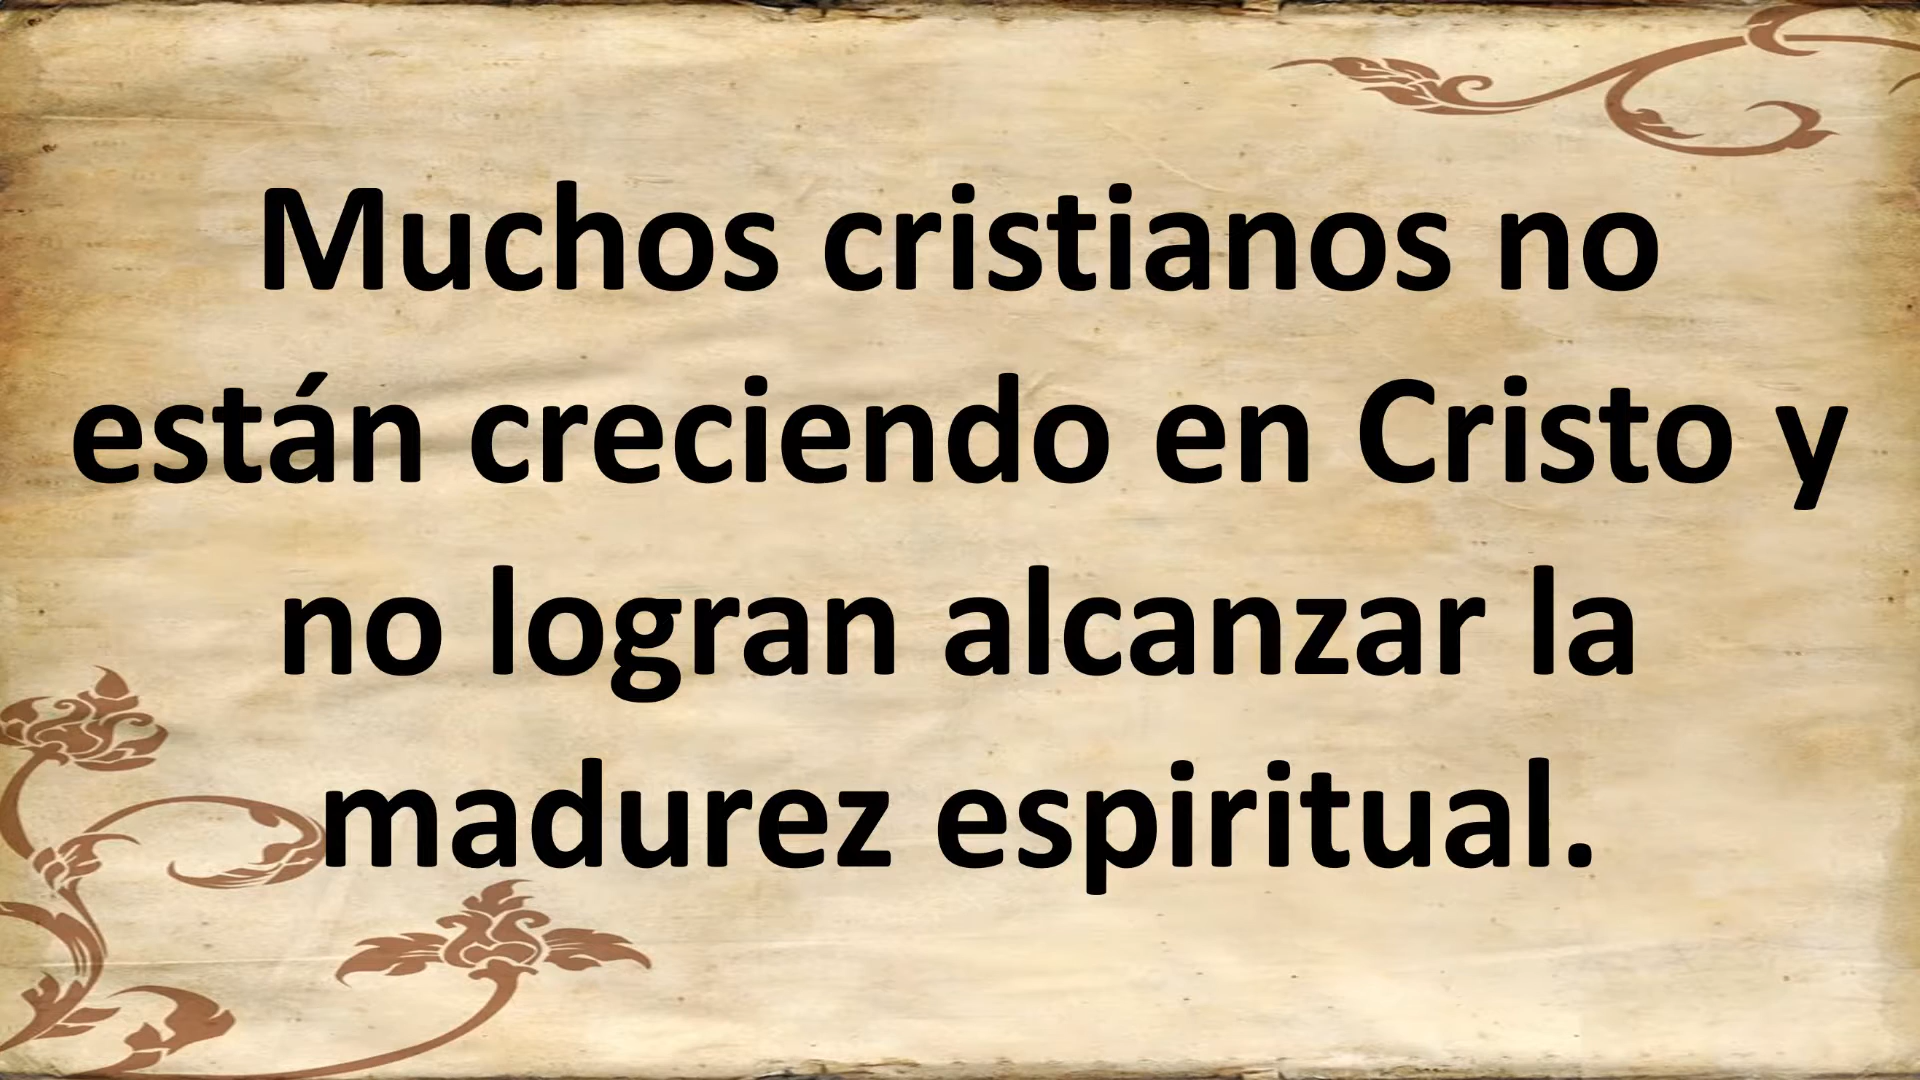 Muchos cristianos no
están creciendo en Cristo y
no logran alcanzar la
madurez espiritual.